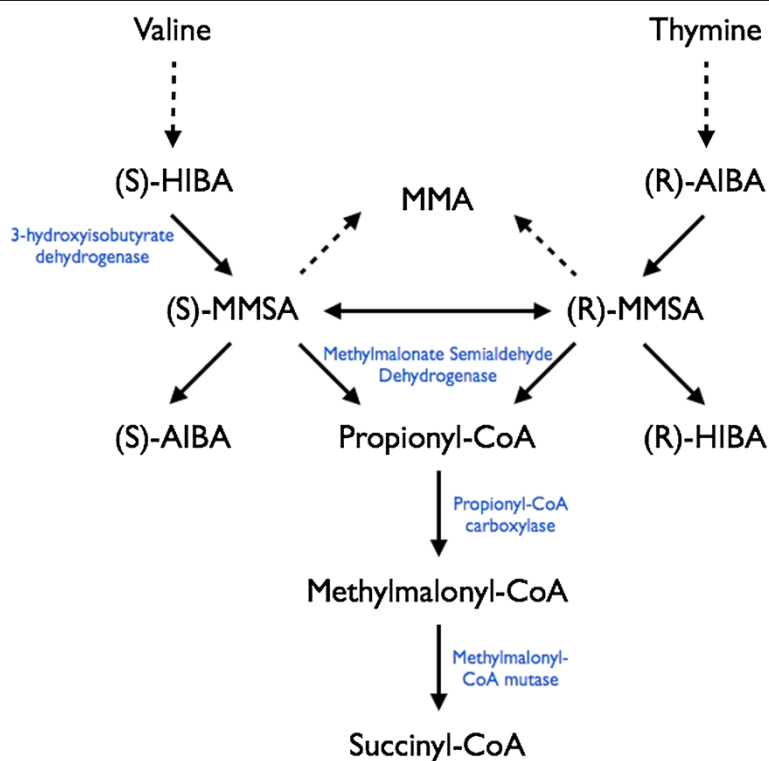 Valine
Thymine
(S)-HIBA
MMA
(R)-AIBA
3-hydroxyisobutyrate
dehydrogenase
(S)-MMSA
(R)-MMSA
Methylmalonate Semialdehyde
Dehydrogenase
(S)-AIBA
Propionyl-CoA
(R)-HIBA
Propionyl-CoA
carboxylase
Methylmalonyl-CoA
Methylmalonyl-
CoA mutase
Succinyl-CoA